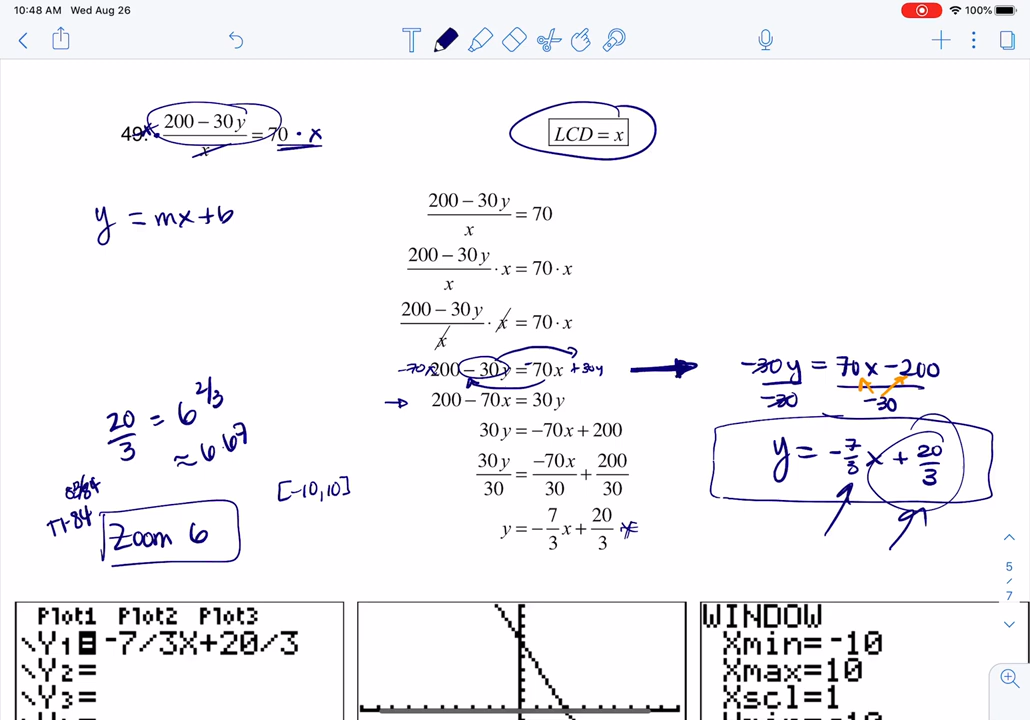 10:48 AM Wed Aug 26
100%
49. x · (200 − 30y)/x = 70 · x
LCD = x
y = mx + b
(200 − 30y)/x = 70
(200 − 30y)/x · x = 70 · x
(200 − 30y)/x · x = 70 · x
-70x 200 − 30y = -70x +30y
200 − 70x = 30y
30y = −70x + 200
30y/30 = −70x/30 + 200/30
y = −7/3 x + 20/3
-30y/-30 = 70x − 200/-30
y = -7/3 x + 20/3
20/3 = 6 2/3
≈ 6.67
[-10,10]
TI-84
Zoom 6
5
7
Plot1 Plot2 Plot3
\Y1=-7/3X+20/3
\Y2=
\Y3=
WINDOW
Xmin=-10
Xmax=10
Xscl=1